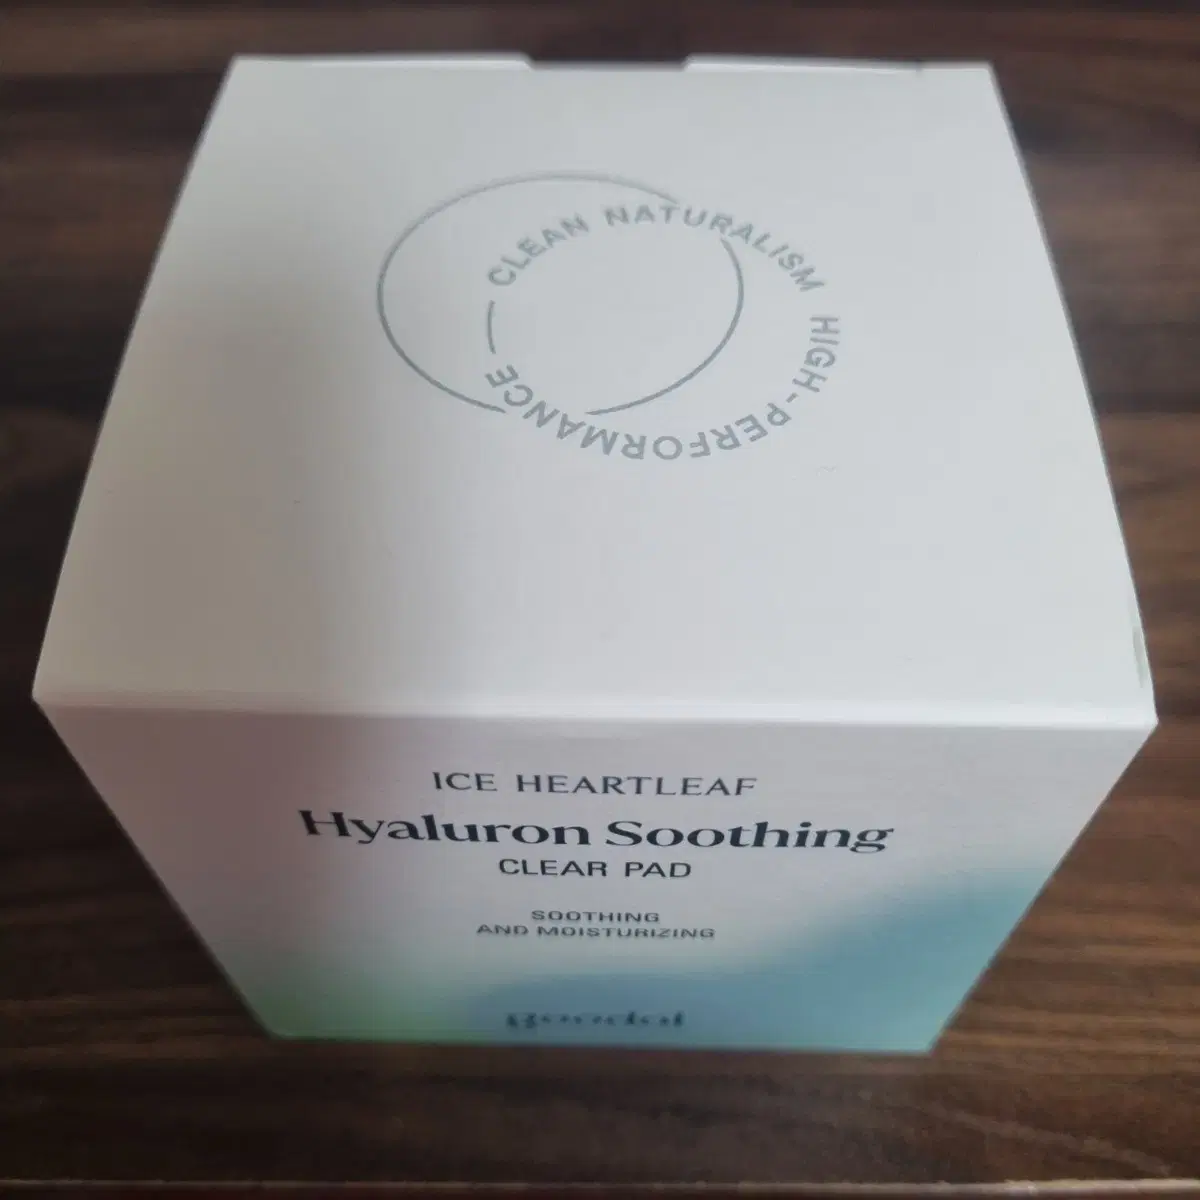 CLEAN NATURALISM HIGH-PERFORMANCE
ICE HEARTLEAF
Hyaluron Soothing
CLEAR PAD
SOOTHING
AND MOISTURIZING